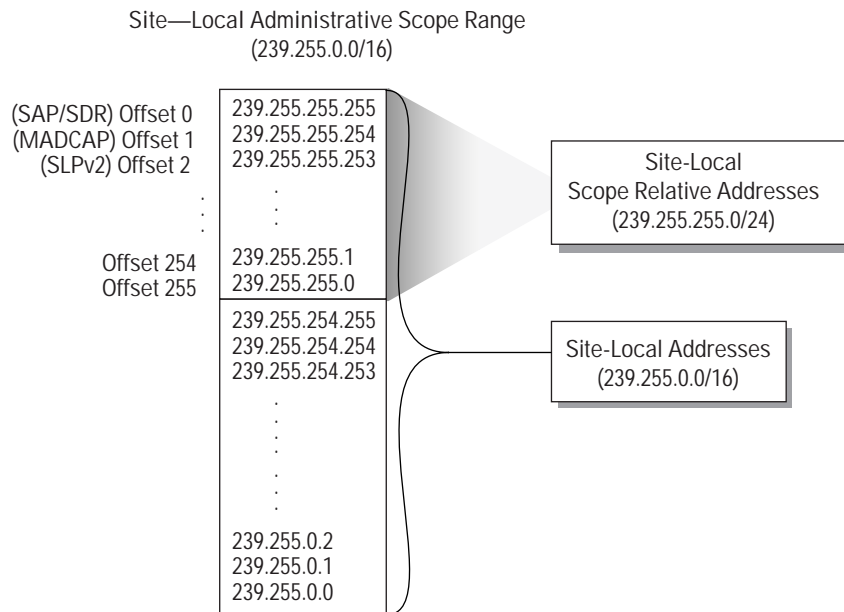 Site—Local Administrative Scope Range
(239.255.0.0/16)
(SAP/SDR) Offset 0
(MADCAP) Offset 1
(SLPv2) Offset 2
Offset 254
Offset 255
239.255.255.255
239.255.255.254
239.255.255.253
239.255.255.1
239.255.255.0
239.255.254.255
239.255.254.254
239.255.254.253
239.255.0.2
239.255.0.1
239.255.0.0
Site-Local
Scope Relative Addresses
(239.255.255.0/24)
Site-Local Addresses
(239.255.0.0/16)